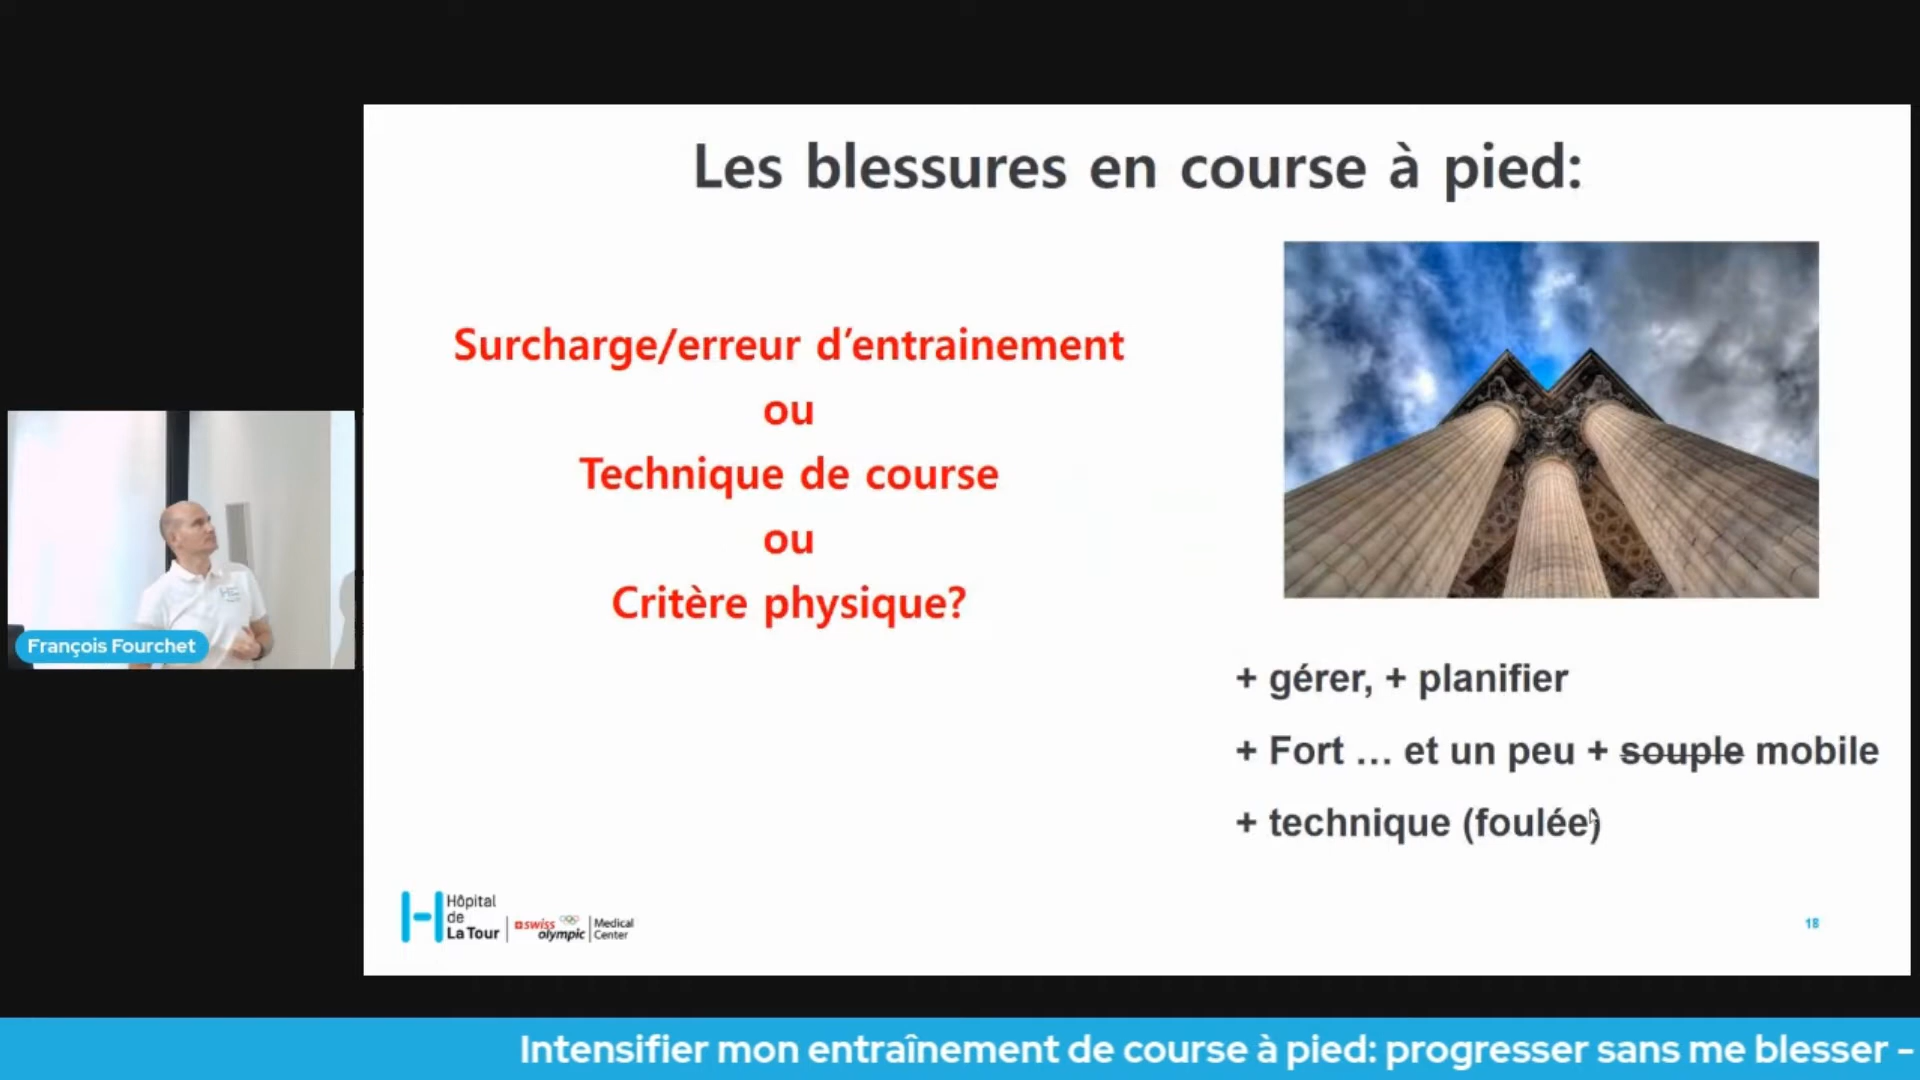 Les blessures en course à pied:
Surcharge/erreur d'entrainement
ou
Technique de course
ou
Critère physique?
+ gérer, + planifier
+ Fort … et un peu + souple mobile
+ technique (foulée)
François Fourchet
Hôpital
de
La Tour
swiss
olympic
Medical
Center
18
Intensifier mon entraînement de course à pied: progresser sans me blesser -